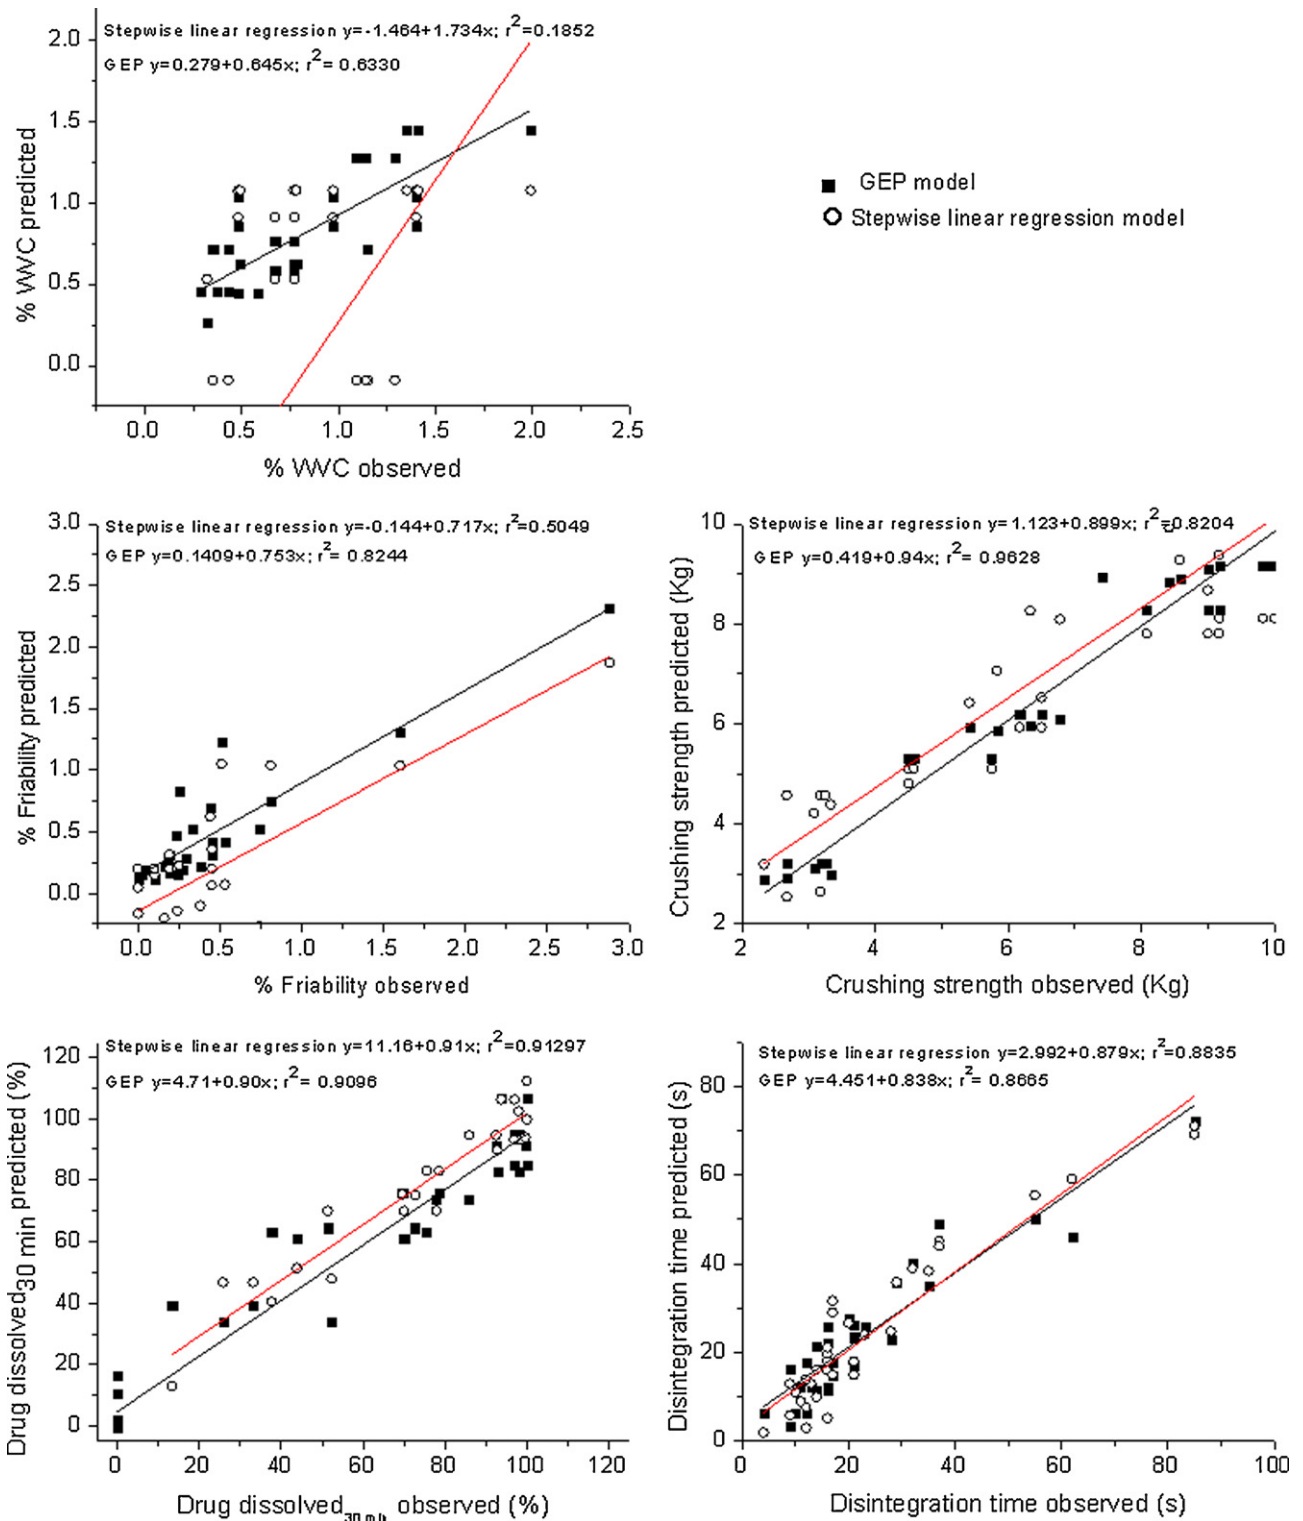 Stepwise linear regression y=-1.464+1.734x; r²=0.1852
GEP y=0.279+0.645x; r²= 0.6330
2.0
1.5
1.0
0.5
0.0
% WVC predicted
0.0 0.5 1.0 1.5 2.0 2.5
% WVC observed
GEP model
Stepwise linear regression model
Stepwise linear regression y=-0.144+0.717x; r²=0.5049
GEP y=0.1409+0.753x; r²= 0.8244
3.0
2.5
2.0
1.5
1.0
0.5
0.0
% Friability predicted
0.0 0.5 1.0 1.5 2.0 2.5 3.0
% Friability observed
Stepwise linear regression y=1.123+0.899x; r²=0.8204
GEP y=0.419+0.94x; r²= 0.9628
10
8
6
4
2
Crushing strength predicted (Kg)
2 4 6 8 10
Crushing strength observed (Kg)
Stepwise linear regression y=11.16+0.91x; r²=0.91297
GEP y=4.71+0.90x; r²= 0.9096
120
100
80
60
40
20
0
Drug dissolved30 min predicted (%)
0 20 40 60 80 100 120
Drug dissolved30 min observed (%)
Stepwise linear regression y=2.992+0.879x; r²=0.8835
GEP y=4.451+0.838x; r²= 0.8665
80
60
40
20
0
Disintegration time predicted (s)
0 20 40 60 80 100
Disintegration time observed (s)